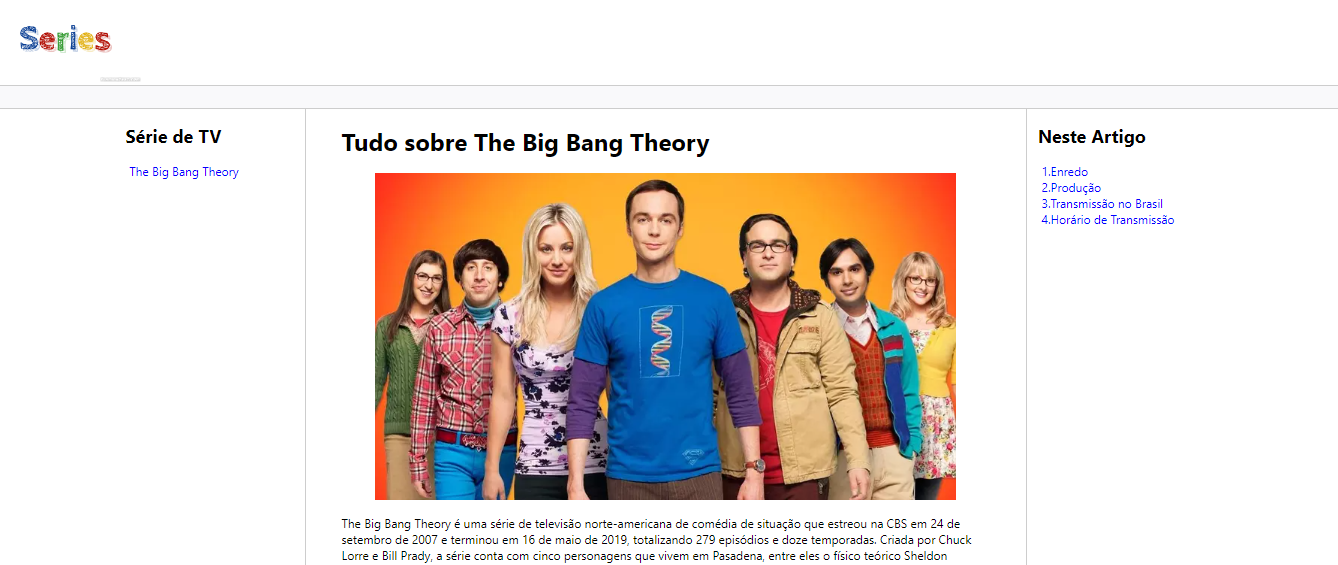 Series
Série de TV
The Big Bang Theory
Tudo sobre The Big Bang Theory
The Big Bang Theory é uma série de televisão norte-americana de comédia de situação que estreou na CBS em 24 de
setembro de 2007 e terminou em 16 de maio de 2019, totalizando 279 episódios e doze temporadas. Criada por Chuck
Lorre e Bill Prady, a série conta com cinco personagens que vivem em Pasadena, entre eles o físico teórico Sheldon
Neste Artigo
1.Enredo
2.Produção
3.Transmissão no Brasil
4.Horário de Transmissão